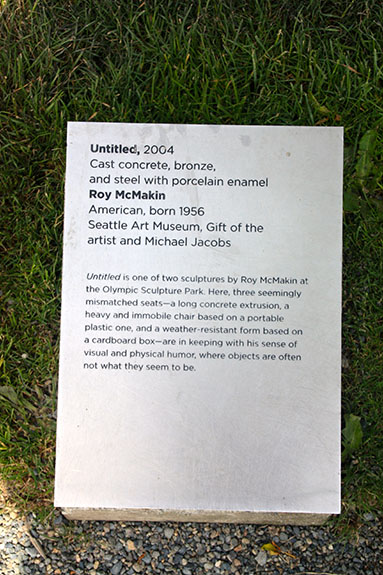 Untitled, 2004
Cast concrete, bronze,
and steel with porcelain enamel
Roy McMakin
American, born 1956
Seattle Art Museum, Gift of the
artist and Michael Jacobs
Untitled is one of two sculptures by Roy McMakin at
the Olympic Sculpture Park. Here, three seemingly
mismatched seats—a long concrete extrusion, a
heavy and immobile chair based on a portable
plastic one, and a weather-resistant form based on
a cardboard box—are in keeping with his sense of
visual and physical humor, where objects are often
not what they seem to be.